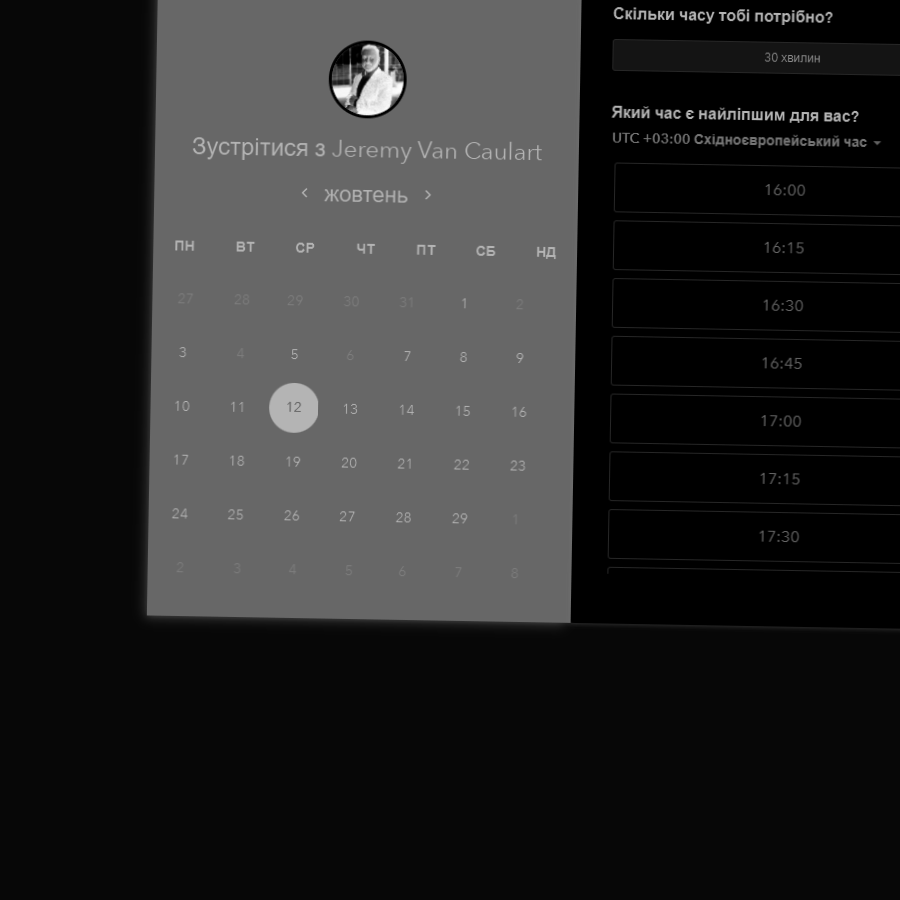 Зустрітися з Jeremy Van Caulart
жовтень
ПН ВТ СР ЧТ ПТ СБ НД
27 28 29 30 31 1 2
3 4 5 6 7 8 9
10 11 12 13 14 15 16
17 18 19 20 21 22 23
24 25 26 27 28 29 1
2 3 4 5 6 7 8
Скільки часу тобі потрібно?
30 хвилин
Який час є найліпшим для вас?
UTC +03:00 Східноєвропейський час
16:00
16:15
16:30
16:45
17:00
17:15
17:30